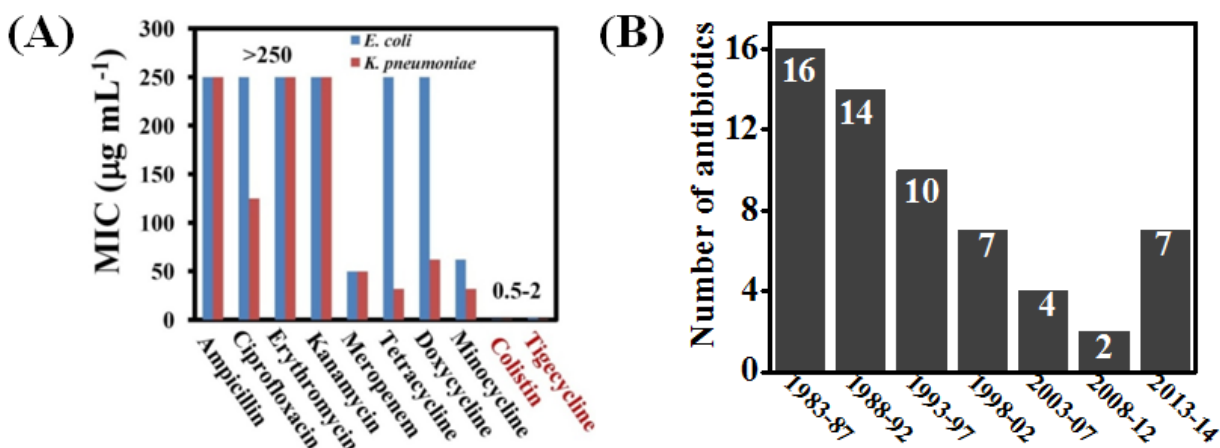 (A)
MIC (µg mL⁻¹)
300
250
200
150
100
50
0
>250
E. coli
K. pneumoniae
0.5-2
Ampicillin
Ciprofloxacin
Erythromycin
Kanamycin
Meropenem
Tetracycline
Doxycycline
Minocycline
Colistin
Tigecycline
(B)
Number of antibiotics
16
12
8
4
0
16
14
10
7
4
2
7
1983-87
1988-92
1993-97
1998-02
2003-07
2008-12
2013-14